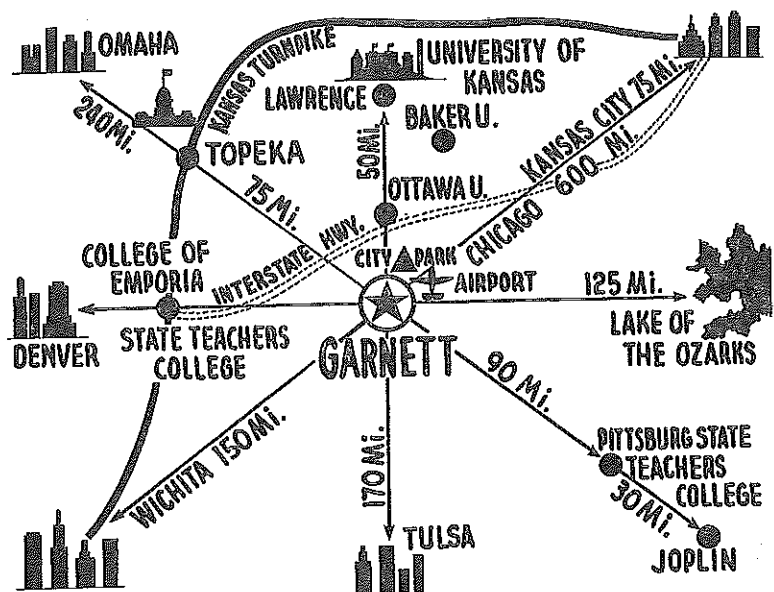 OMAHA
KANSAS TURNPIKE
UNIVERSITY OF
KANSAS
LAWRENCE
BAKER U.
240 Mi.
TOPEKA
50 Mi.
KANSAS CITY 75 Mi.
CHICAGO 600 Mi.
75 Mi.
OTTAWA U.
COLLEGE OF
EMPORIA
INTERSTATE HWY.
CITY PARK
AIRPORT
125 Mi.
DENVER
STATE TEACHERS
COLLEGE
GARNETT
LAKE OF
THE OZARKS
90 Mi.
WICHITA 150 Mi.
170 Mi.
PITTSBURG STATE
TEACHERS
COLLEGE
30 Mi.
TULSA
JOPLIN